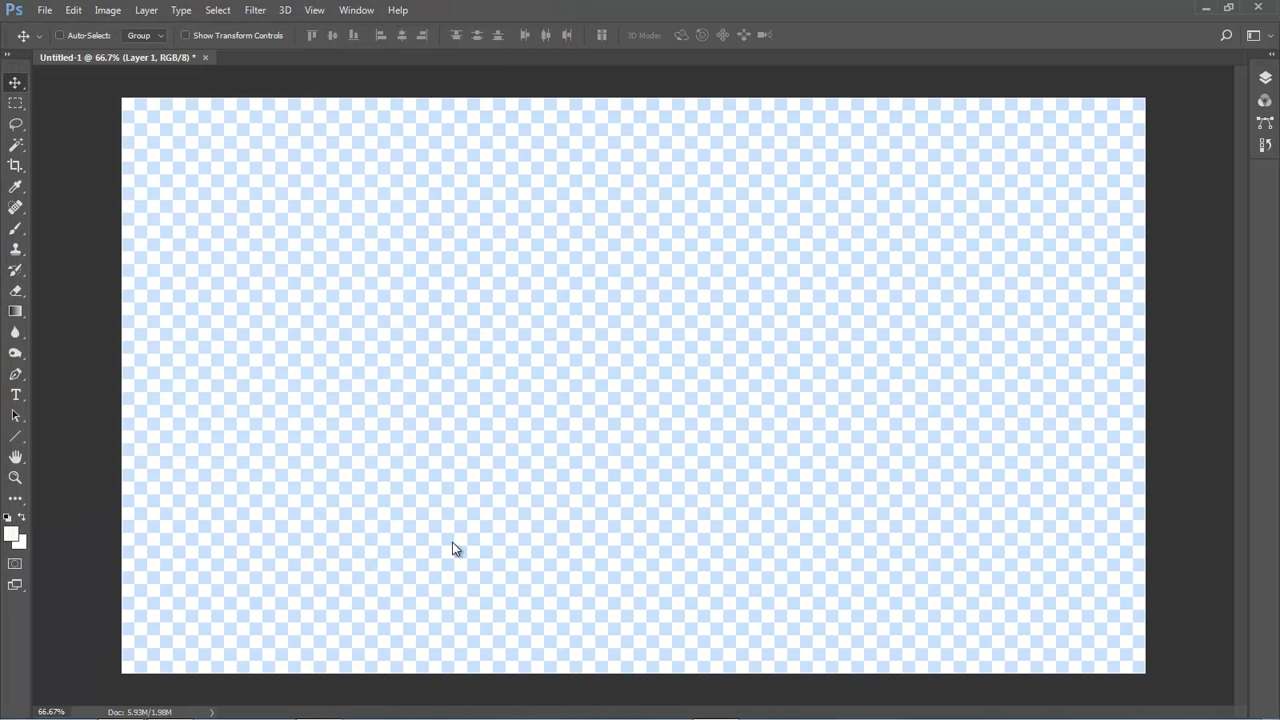 Ps File Edit Image Layer Type Select Filter 3D View Window Help
Auto-Select: Group Show Transform Controls 3D Mode:
Untitled-1 @ 66.7% (Layer 1, RGB/8) *
T
66.67% Doc: 5.93M/1.98M